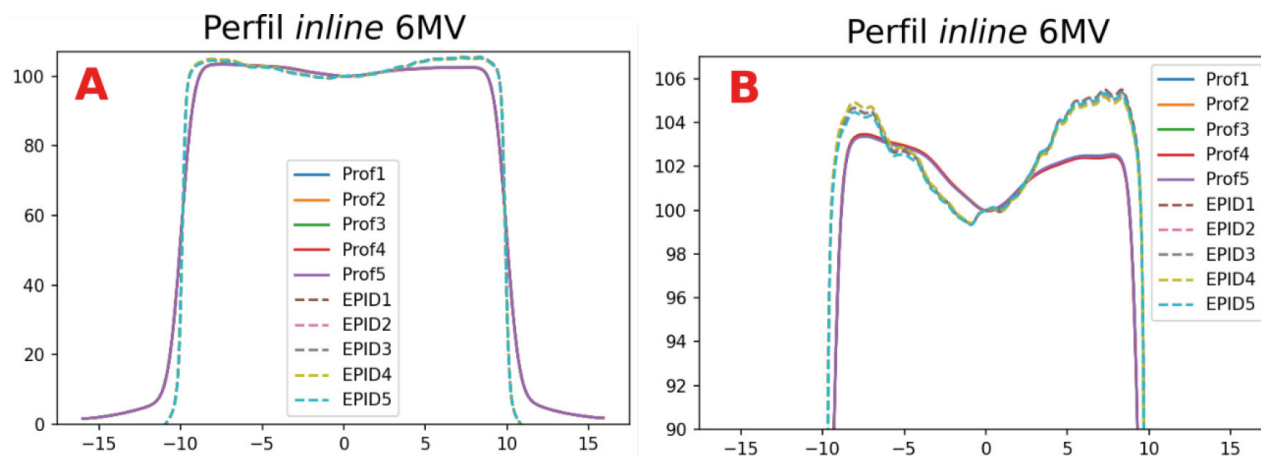 Perfil inline 6MV
A
100
80
60
40
20
0
Prof1
Prof2
Prof3
Prof4
Prof5
EPID1
EPID2
EPID3
EPID4
EPID5
−15 −10 −5 0 5 10 15
Perfil inline 6MV
B
106
104
102
100
98
96
94
92
90
Prof1
Prof2
Prof3
Prof4
Prof5
EPID1
EPID2
EPID3
EPID4
EPID5
−15 −10 −5 0 5 10 15